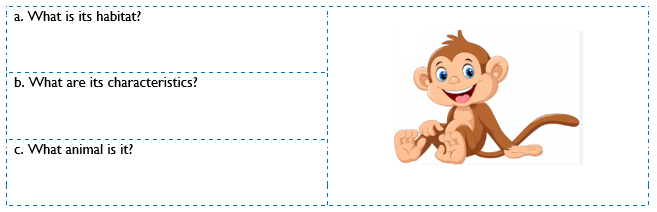 a. What is its habitat?
b. What are its characteristics?
c. What animal is it?